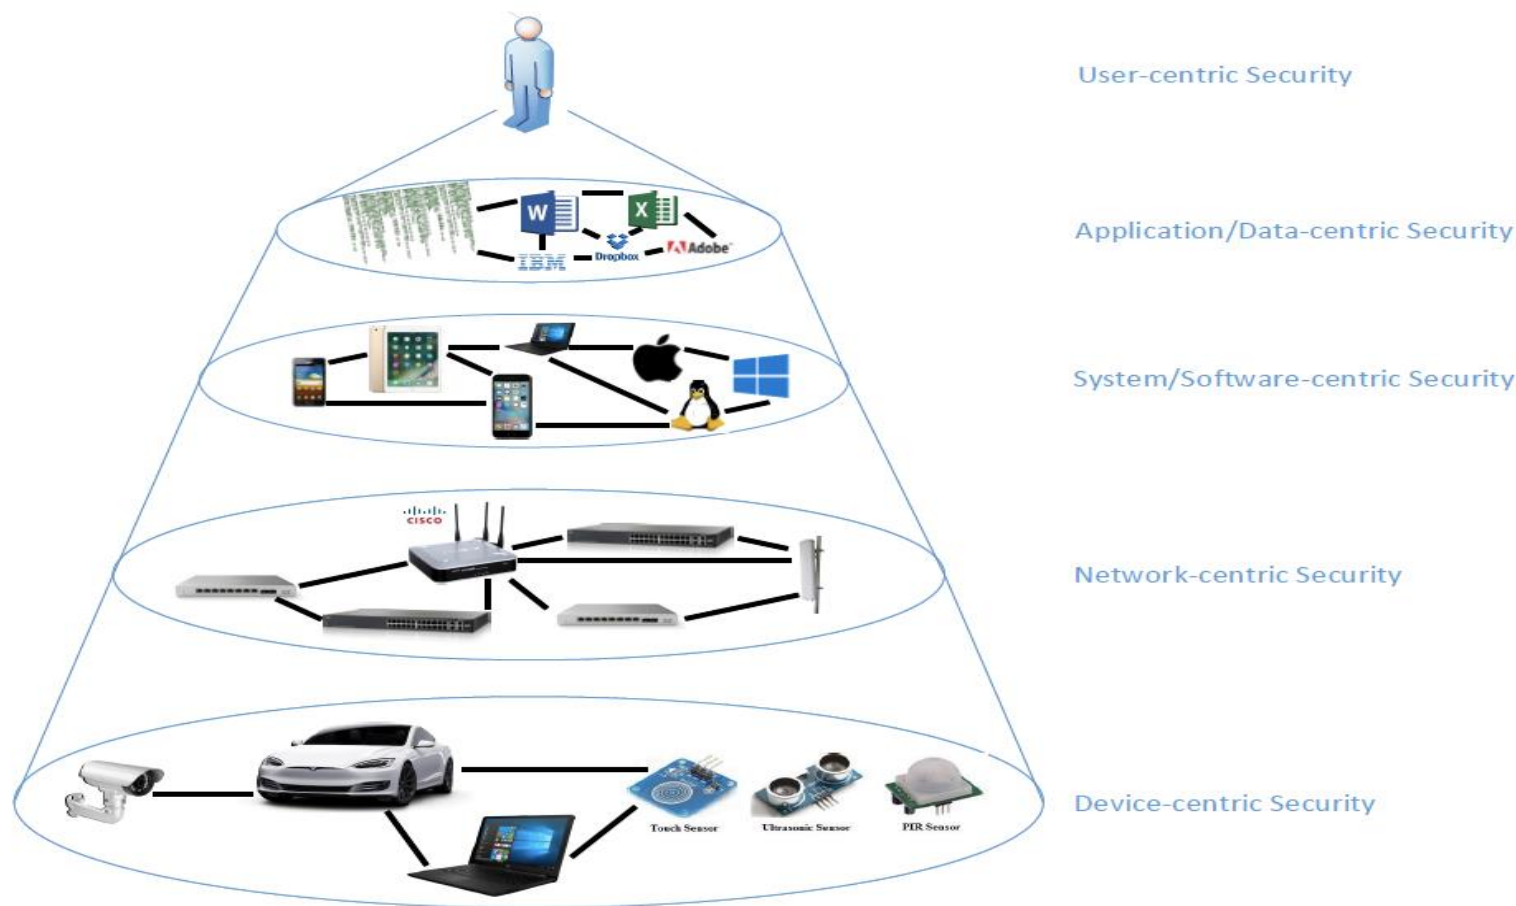 User-centric Security
W
X
Application/Data-centric Security
IBM
Dropbox
Adobe
System/Software-centric Security
CISCO
Network-centric Security
Touch Sensor
Ultrasonic Sensor
PIR Sensor
Device-centric Security